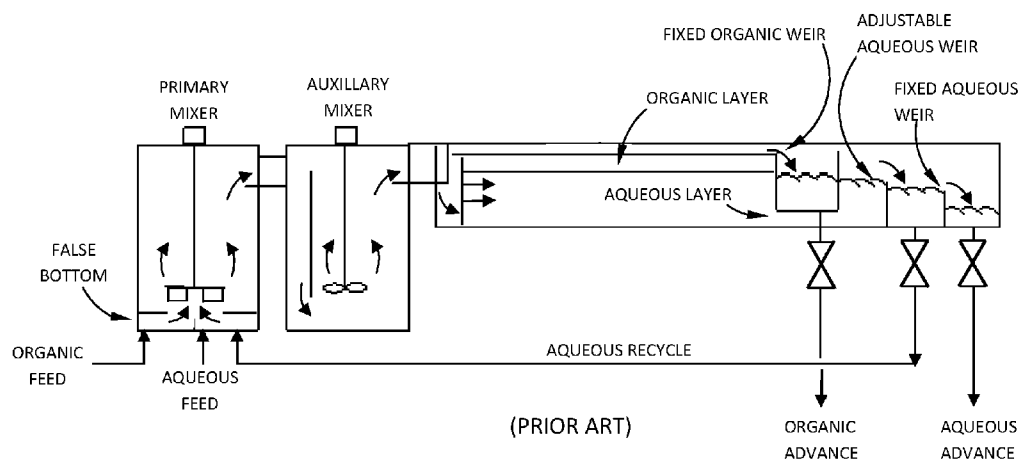 PRIMARY
MIXER
AUXILLARY
MIXER
FIXED ORGANIC WEIR
ADJUSTABLE
AQUEOUS WEIR
ORGANIC LAYER
FIXED AQUEOUS
WEIR
AQUEOUS LAYER
FALSE
BOTTOM
ORGANIC
FEED
AQUEOUS
FEED
AQUEOUS RECYCLE
(PRIOR ART)
ORGANIC
ADVANCE
AQUEOUS
ADVANCE